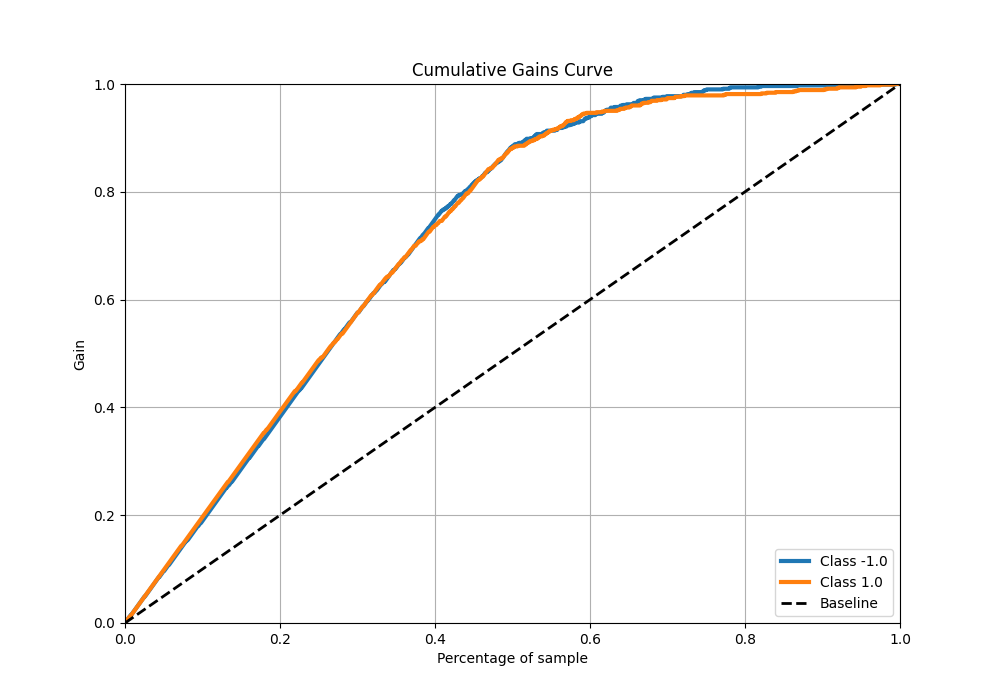 Cumulative Gains Curve
1.0
0.8
0.6
0.4
0.2
0.0
Gain
0.0 0.2 0.4 0.6 0.8 1.0
Percentage of sample
Class -1.0
Class 1.0
Baseline